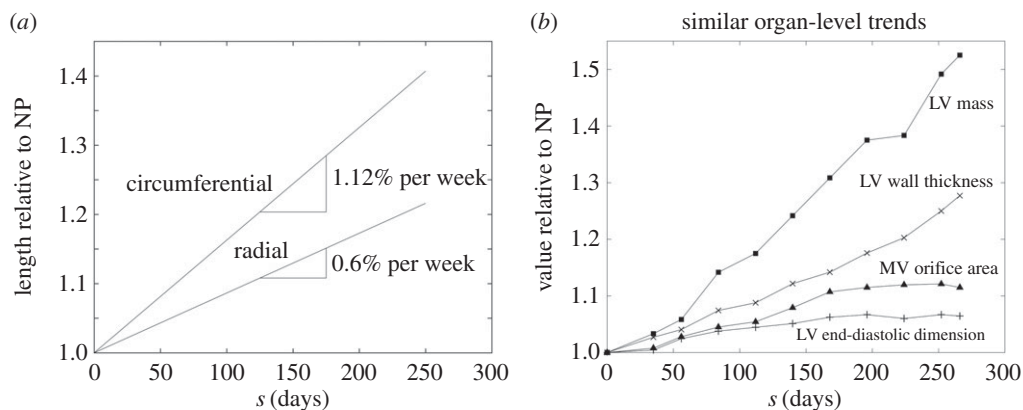 (a)
length relative to NP
1.4
1.3
1.2
1.1
1.0
circumferential
1.12% per week
radial
0.6% per week
0 50 100 150 200 250 300
s (days)
(b)
similar organ-level trends
value relative to NP
1.5
1.4
1.3
1.2
1.1
1.0
LV mass
LV wall thickness
MV orifice area
LV end-diastolic dimension
0 50 100 150 200 250 300
s (days)